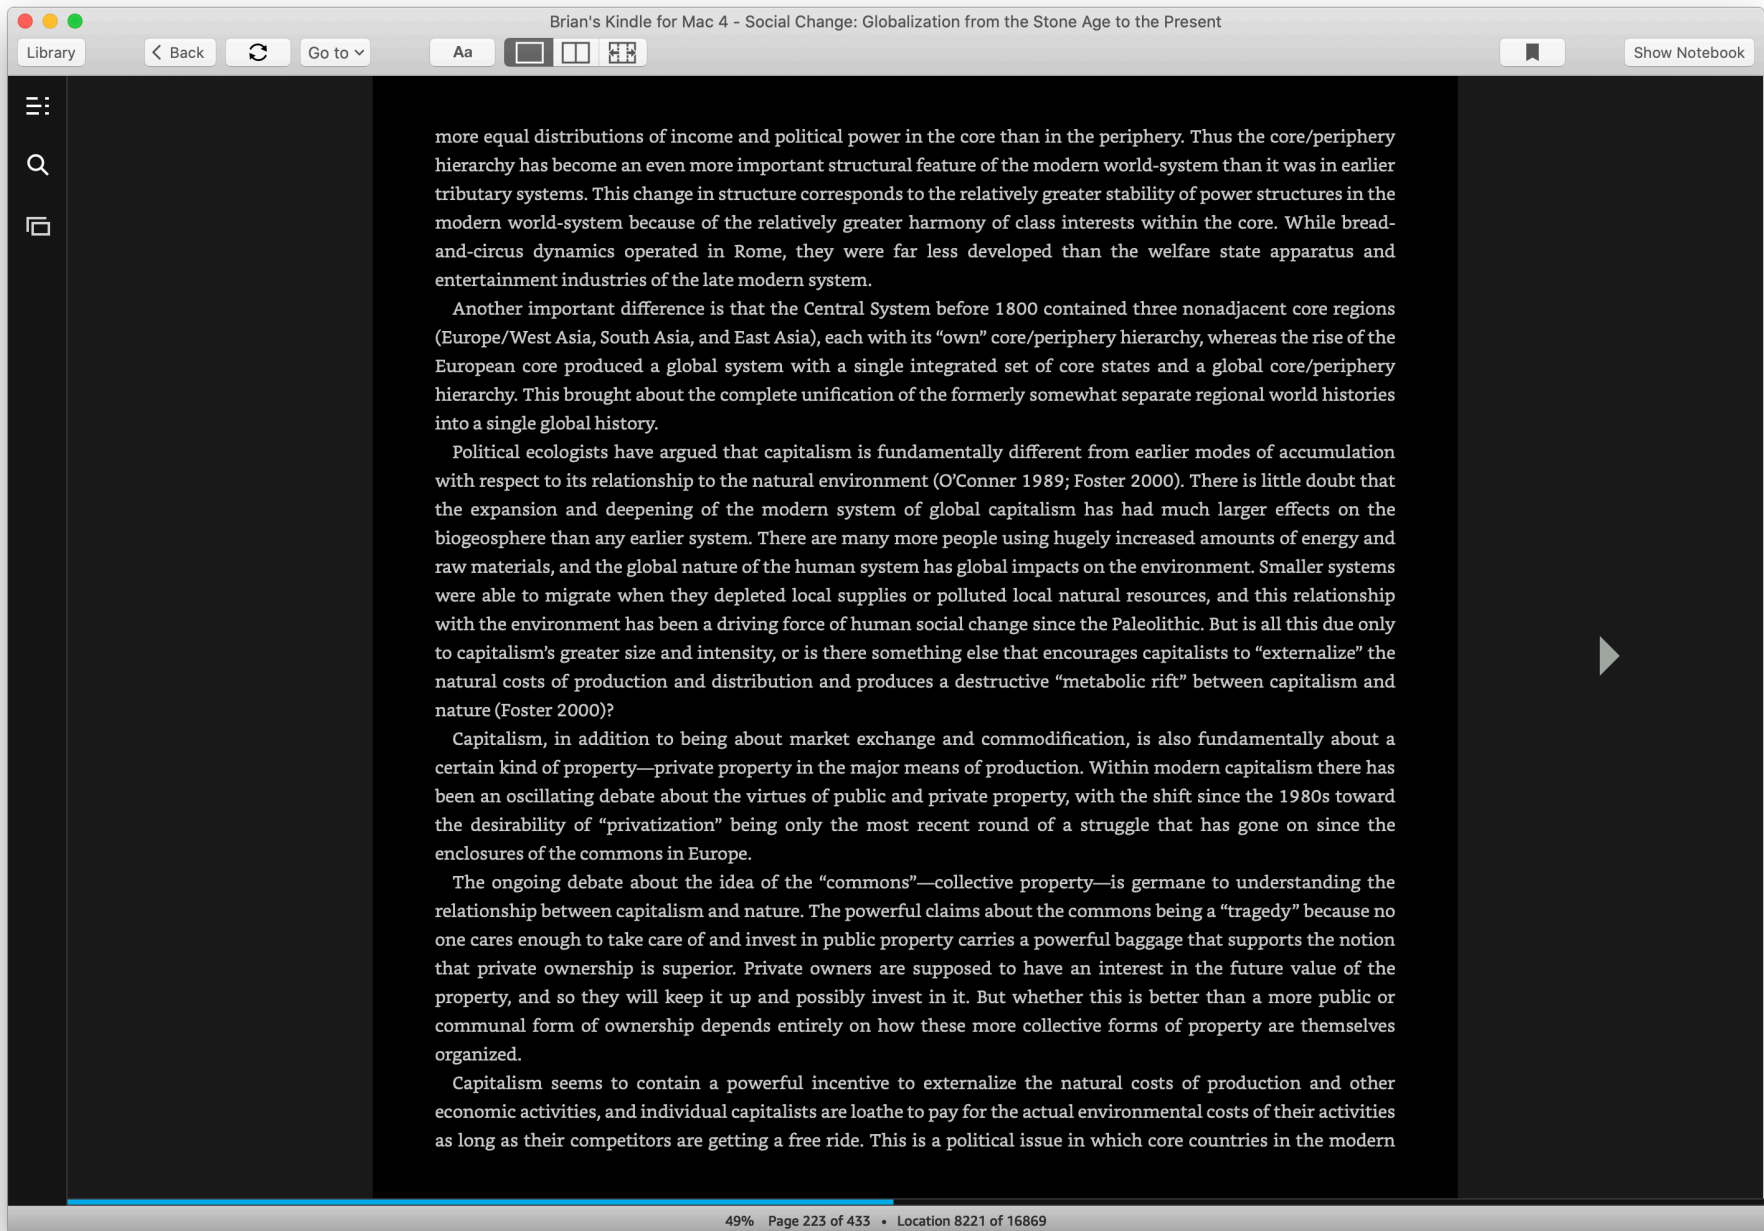 Brian's Kindle for Mac 4 - Social Change: Globalization from the Stone Age to the Present
Library
Back
Go to
Aa
Show Notebook
more equal distributions of income and political power in the core than in the periphery. Thus the core/periphery
hierarchy has become an even more important structural feature of the modern world-system than it was in earlier
tributary systems. This change in structure corresponds to the relatively greater stability of power structures in the
modern world-system because of the relatively greater harmony of class interests within the core. While bread-
and-circus dynamics operated in Rome, they were far less developed than the welfare state apparatus and
entertainment industries of the late modern system.
Another important difference is that the Central System before 1800 contained three nonadjacent core regions
(Europe/West Asia, South Asia, and East Asia), each with its “own” core/periphery hierarchy, whereas the rise of the
European core produced a global system with a single integrated set of core states and a global core/periphery
hierarchy. This brought about the complete unification of the formerly somewhat separate regional world histories
into a single global history.
Political ecologists have argued that capitalism is fundamentally different from earlier modes of accumulation
with respect to its relationship to the natural environment (O’Conner 1989; Foster 2000). There is little doubt that
the expansion and deepening of the modern system of global capitalism has had much larger effects on the
biogeosphere than any earlier system. There are many more people using hugely increased amounts of energy and
raw materials, and the global nature of the human system has global impacts on the environment. Smaller systems
were able to migrate when they depleted local supplies or polluted local natural resources, and this relationship
with the environment has been a driving force of human social change since the Paleolithic. But is all this due only
to capitalism’s greater size and intensity, or is there something else that encourages capitalists to “externalize” the
natural costs of production and distribution and produces a destructive “metabolic rift” between capitalism and
nature (Foster 2000)?
Capitalism, in addition to being about market exchange and commodification, is also fundamentally about a
certain kind of property—private property in the major means of production. Within modern capitalism there has
been an oscillating debate about the virtues of public and private property, with the shift since the 1980s toward
the desirability of “privatization” being only the most recent round of a struggle that has gone on since the
enclosures of the commons in Europe.
The ongoing debate about the idea of the “commons”—collective property—is germane to understanding the
relationship between capitalism and nature. The powerful claims about the commons being a “tragedy” because no
one cares enough to take care of and invest in public property carries a powerful baggage that supports the notion
that private ownership is superior. Private owners are supposed to have an interest in the future value of the
property, and so they will keep it up and possibly invest in it. But whether this is better than a more public or
communal form of ownership depends entirely on how these more collective forms of property are themselves
organized.
Capitalism seems to contain a powerful incentive to externalize the natural costs of production and other
economic activities, and individual capitalists are loathe to pay for the actual environmental costs of their activities
as long as their competitors are getting a free ride. This is a political issue in which core countries in the modern
49% Page 223 of 433 • Location 8221 of 16869